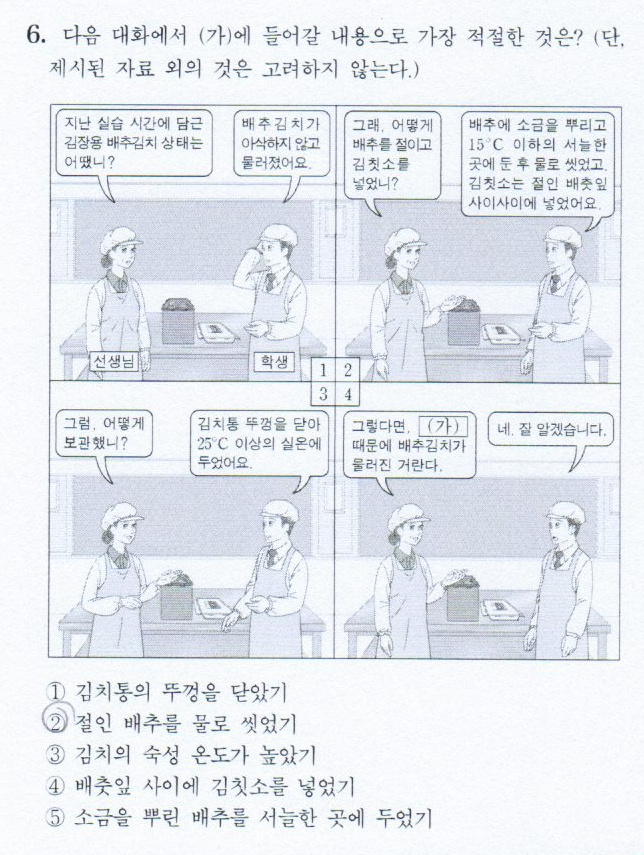 6. 다음 대화에서 (가)에 들어갈 내용으로 가장 적절한 것은? (단,
제시된 자료 외의 것은 고려하지 않는다.)
지난 실습 시간에 담근
김장용 배추김치 상태는
어땠니?
배추김치가
아삭하지 않고
물러졌어요.
선생님
학생
그래, 어떻게
배추를 절이고
김칫소를
넣었니?
배추에 소금을 뿌리고
15℃ 이하의 서늘한
곳에 둔 후 물로 씻었고,
김칫소는 절인 배춧잎
사이사이에 넣었어요.
1 2
3 4
그럼, 어떻게
보관했니?
김치통 뚜껑을 닫아
25℃ 이상의 실온에
두었어요.
그렇다면, (가)
때문에 배추김치가
물러진 거란다.
네. 잘 알겠습니다.
① 김치통의 뚜껑을 닫았기
② 절인 배추를 물로 씻었기
③ 김치의 숙성 온도가 높았기
④ 배춧잎 사이에 김칫소를 넣었기
⑤ 소금을 뿌린 배추를 서늘한 곳에 두었기